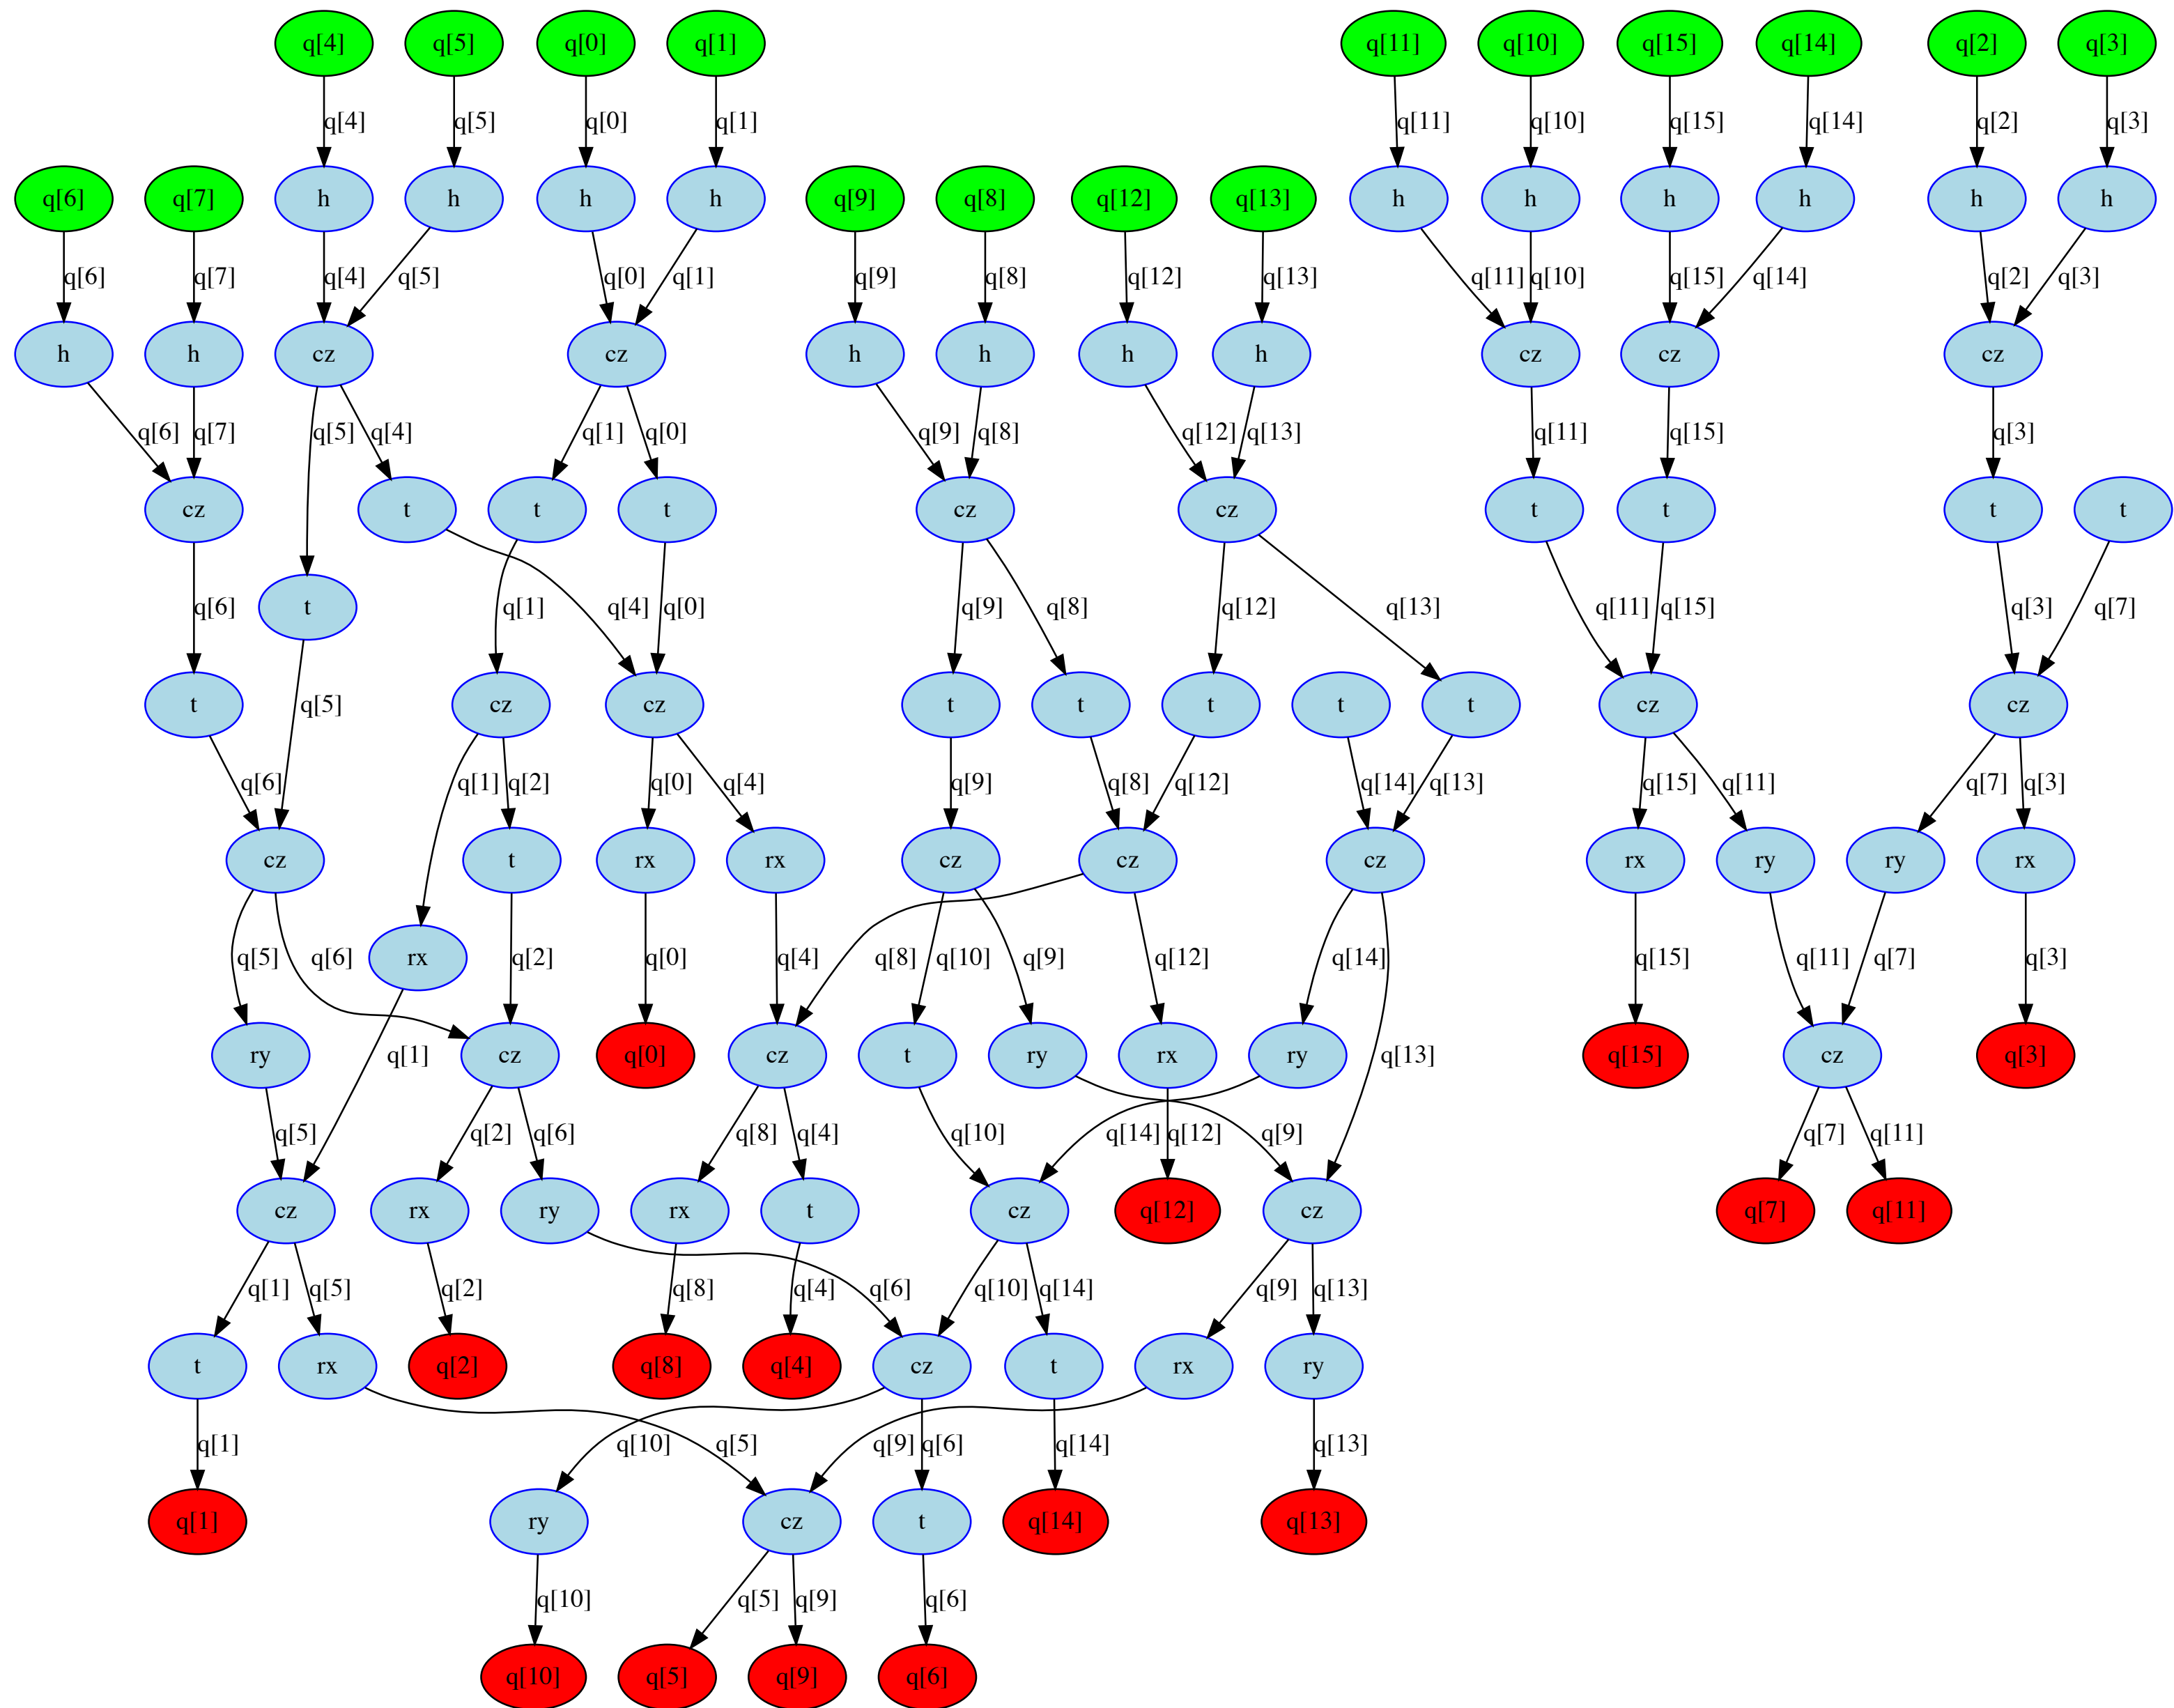 q[4] q[5] q[0] q[1] q[11] q[10] q[15] q[14] q[2] q[3]
q[4] q[5] q[0] q[1] q[11] q[10] q[15] q[14] q[2] q[3]
q[6] q[7] h h h h q[9] q[8] q[12] q[13] h h h h h h
q[6] q[7] q[4] q[5] q[0] q[1] q[9] q[8] q[12] q[13] q[11] q[10] q[15] q[14] q[2] q[3]
h h cz cz h h h h cz cz cz
q[6] q[7] q[5] q[4] q[1] q[0] q[9] q[8] q[12] q[13] q[11] q[15] q[3]
cz t t t cz cz t t t t
q[6] t q[1] q[4] q[0] q[9] q[8] q[12] q[13] q[11] q[15] q[3] q[7]
t q[5] cz cz t t t t t cz cz
q[6] q[1] q[2] q[0] q[4] q[9] q[8] q[12] q[14] q[13] q[15] q[11] q[7] q[3]
cz t rx rx cz cz cz rx ry ry rx
q[5] q[6] rx q[2] q[0] q[4] q[8] q[10] q[9] q[12] q[14] q[15] q[11] q[7] q[3]
ry q[1] cz q[0] cz t ry rx ry q[13] q[15] cz q[3]
q[5] q[2] q[6] q[8] q[4] q[10] q[14] q[12] q[9] q[7] q[11]
cz rx ry rx t cz q[12] cz q[7] q[11]
q[1] q[5] q[2] q[8] q[4] q[6] q[10] q[14] q[9] q[13]
t rx q[2] q[8] q[4] cz t rx ry
q[1] q[10] q[5] q[9] q[6] q[14] q[13]
q[1] ry cz t q[14] q[13]
q[10] q[5] q[9] q[6]
q[10] q[5] q[9] q[6]